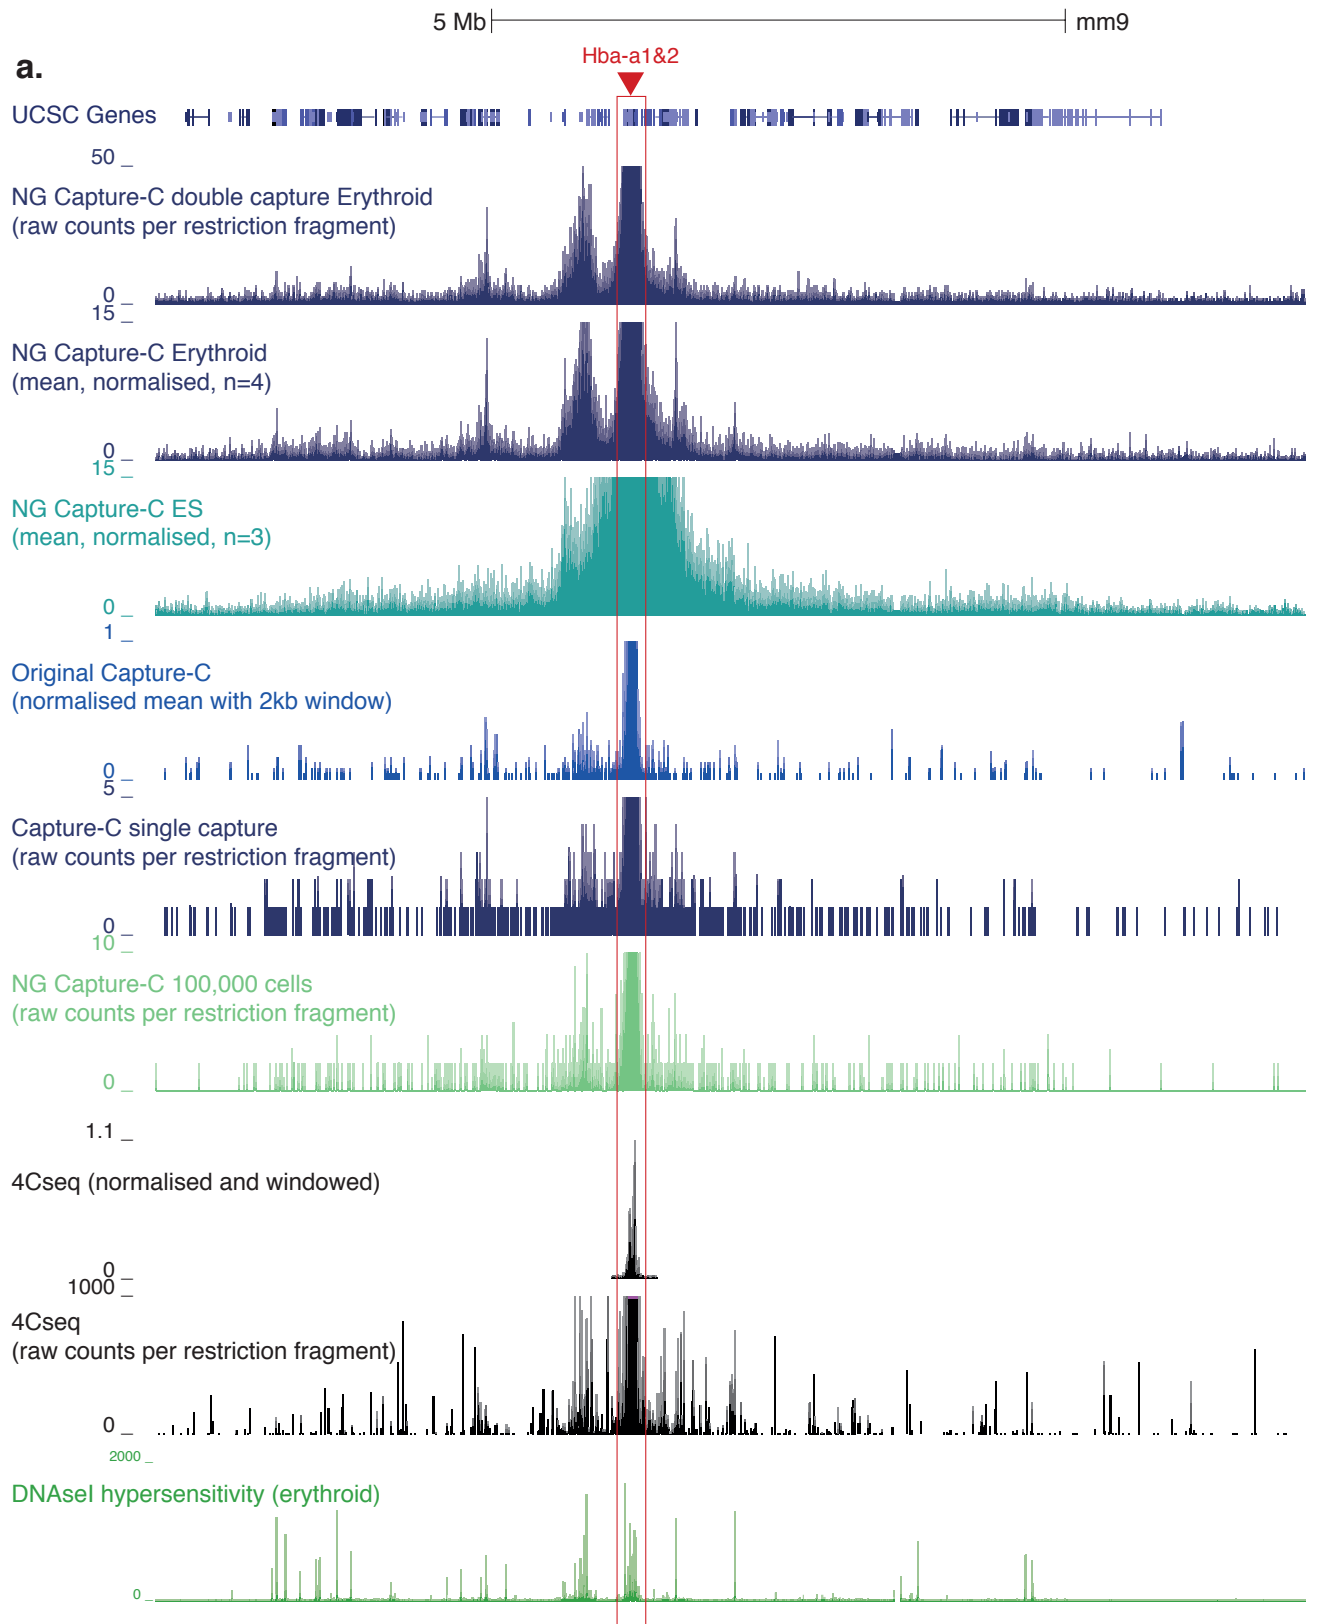 5 Mb mm9
Hba-a1&2
a.
UCSC Genes
50
NG Capture-C double capture Erythroid
(raw counts per restriction fragment)
0
15
NG Capture-C Erythroid
(mean, normalised, n=4)
0
15
NG Capture-C ES
(mean, normalised, n=3)
0
1
Original Capture-C
(normalised mean with 2kb window)
0
5
Capture-C single capture
(raw counts per restriction fragment)
0
10
NG Capture-C 100,000 cells
(raw counts per restriction fragment)
0
1.1
4Cseq (normalised and windowed)
0
1000
4Cseq
(raw counts per restriction fragment)
0
2000
DNAseI hypersensitivity (erythroid)
0